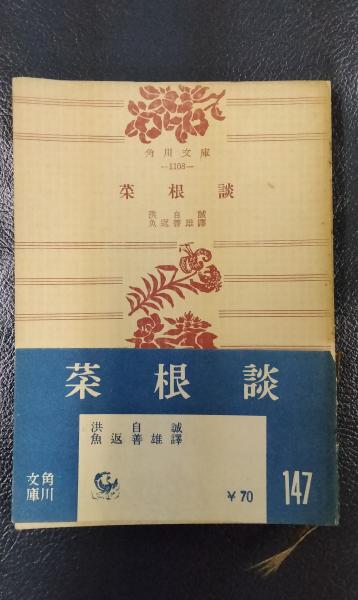 角川文庫
—1108—
菜根談
洪自誠
魚返善雄譯
菜根談
洪自誠
魚返善雄譯
角川
文庫
￥70
147